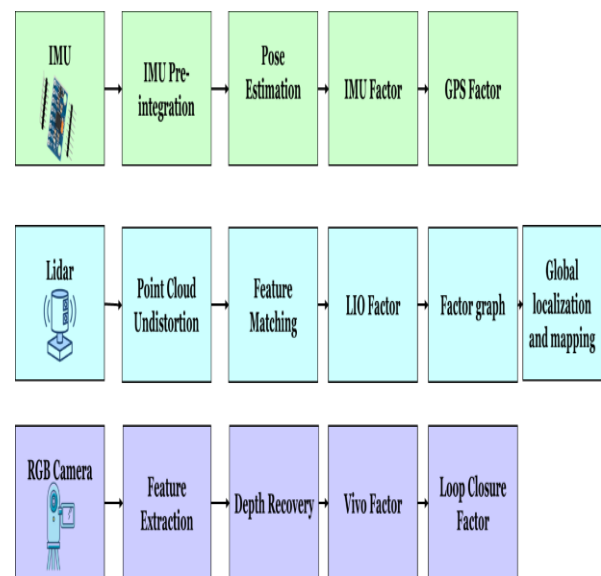 IMU
IMU Pre-
integration
Pose
Estimation
IMU Factor
GPS Factor
Lidar
Point Cloud
Undistortion
Feature
Matching
LIO Factor
Factor graph
Global
localization
and mapping
RGB Camera
Feature
Extraction
Depth Recovery
Vivo Factor
Loop Closure
Factor